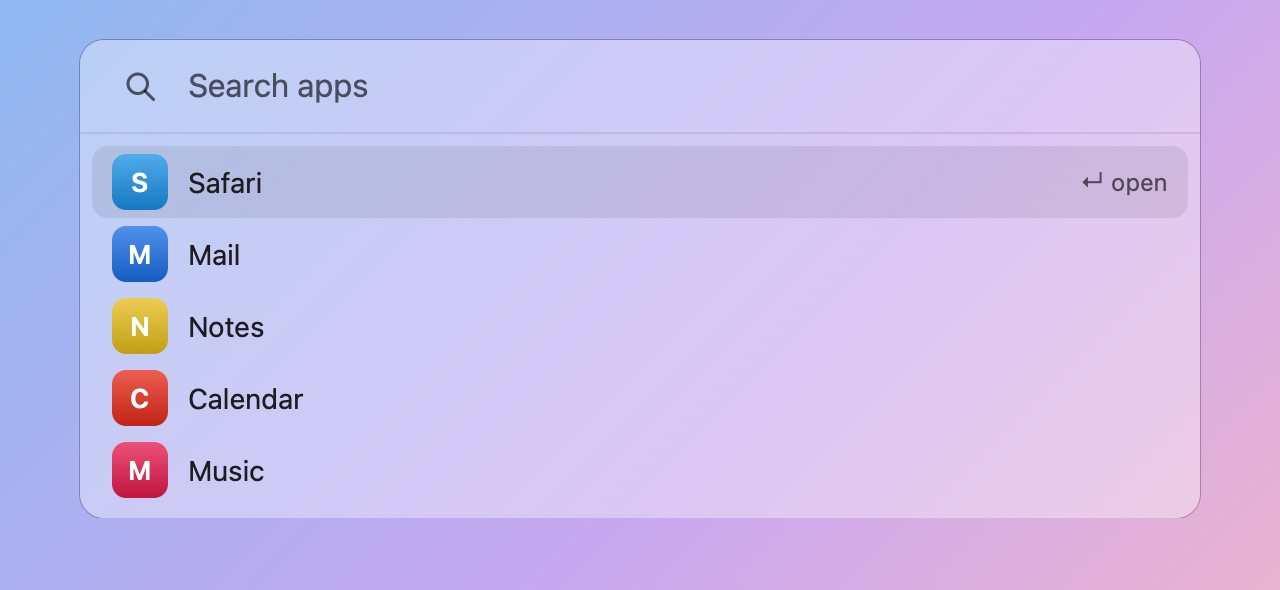 Search apps
S Safari ↵ open
M Mail
N Notes
C Calendar
M Music